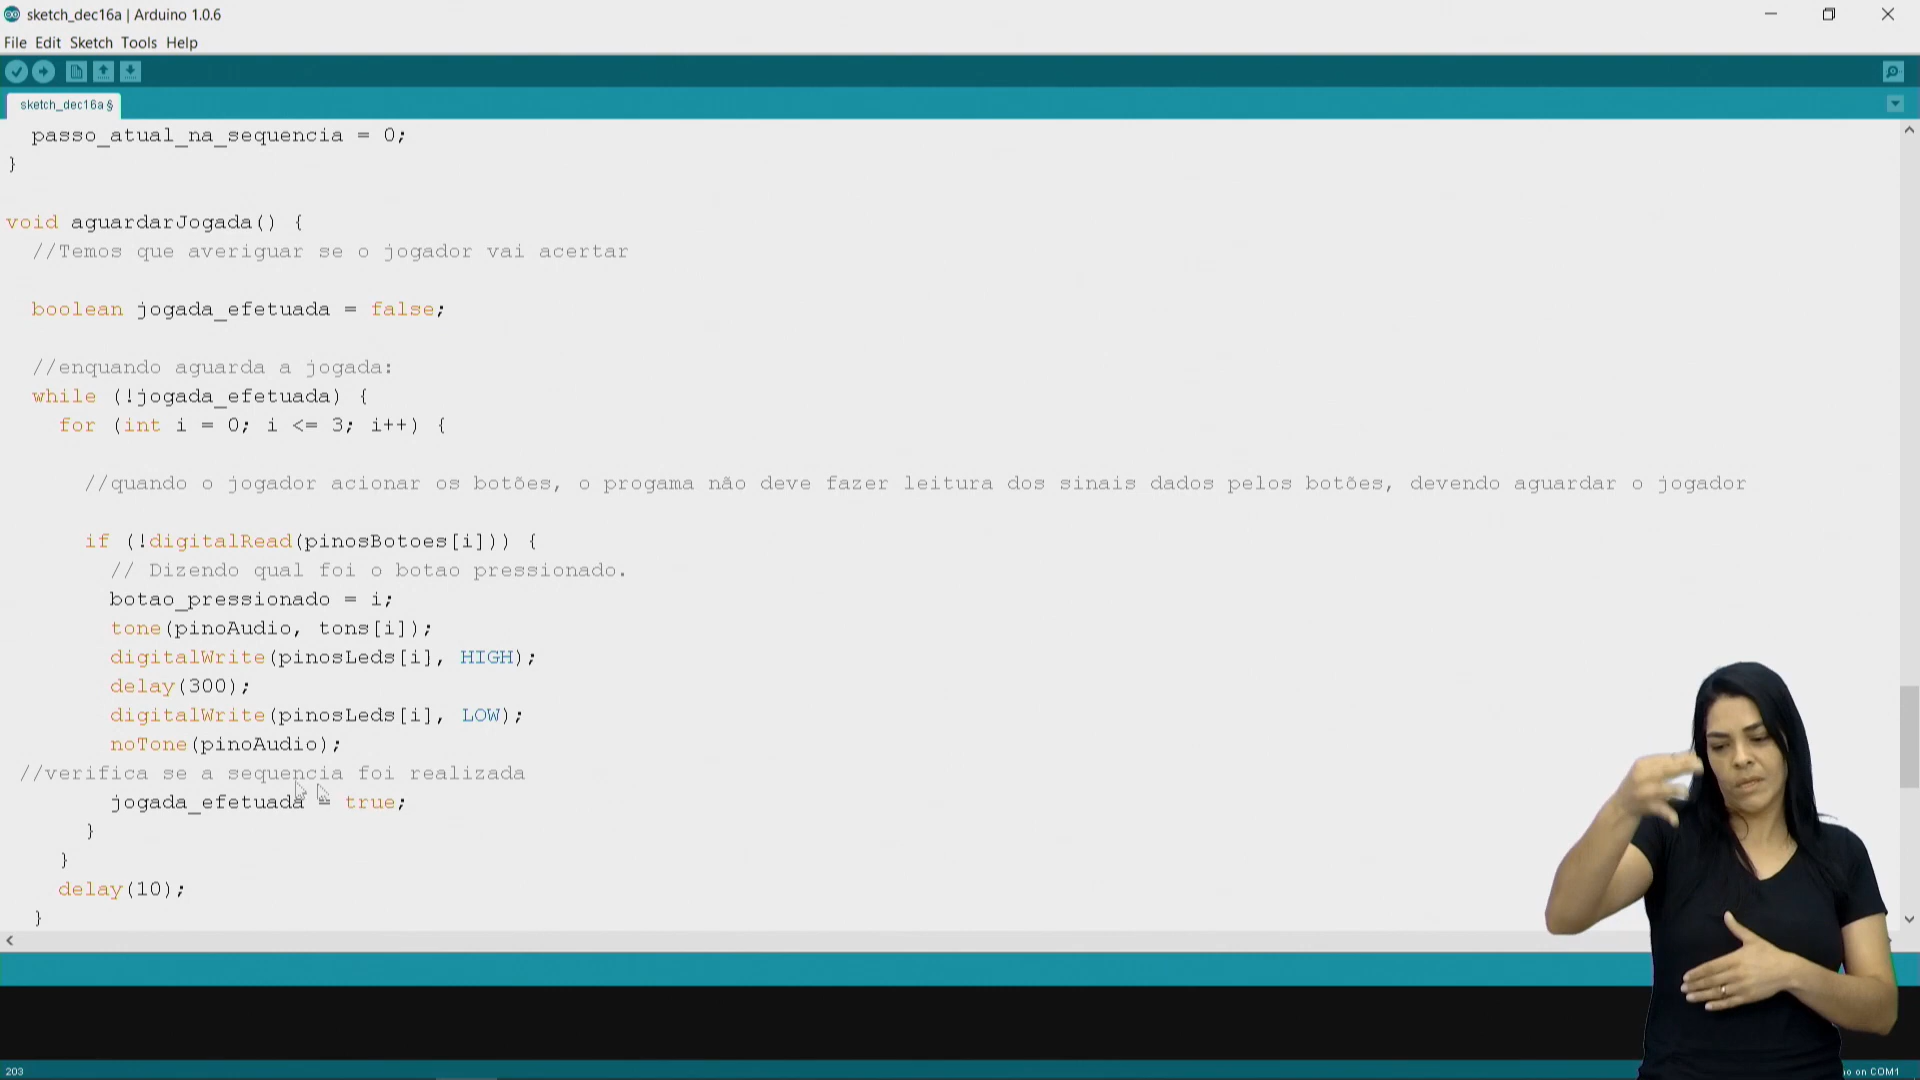 sketch_dec16a | Arduino 1.0.6
File Edit Sketch Tools Help
sketch_dec16a §
passo_atual_na_sequencia = 0;
}
void aguardarJogada() {
//Temos que averiguar se o jogador vai acertar
boolean jogada_efetuada = false;
//enquando aguarda a jogada:
while (!jogada_efetuada) {
for (int i = 0; i <= 3; i++) {
//quando o jogador acionar os botões, o progama não deve fazer leitura dos sinais dados pelos botões, devendo aguardar o jogador
if (!digitalRead(pinosBotoes[i])) {
// Dizendo qual foi o botao pressionado.
botao_pressionado = i;
tone(pinoAudio, tons[i]);
digitalWrite(pinosLeds[i], HIGH);
delay(300);
digitalWrite(pinosLeds[i], LOW);
noTone(pinoAudio);
//verifica se a sequencia foi realizada
jogada_efetuada = true;
}
}
delay(10);
}
203
on COM1